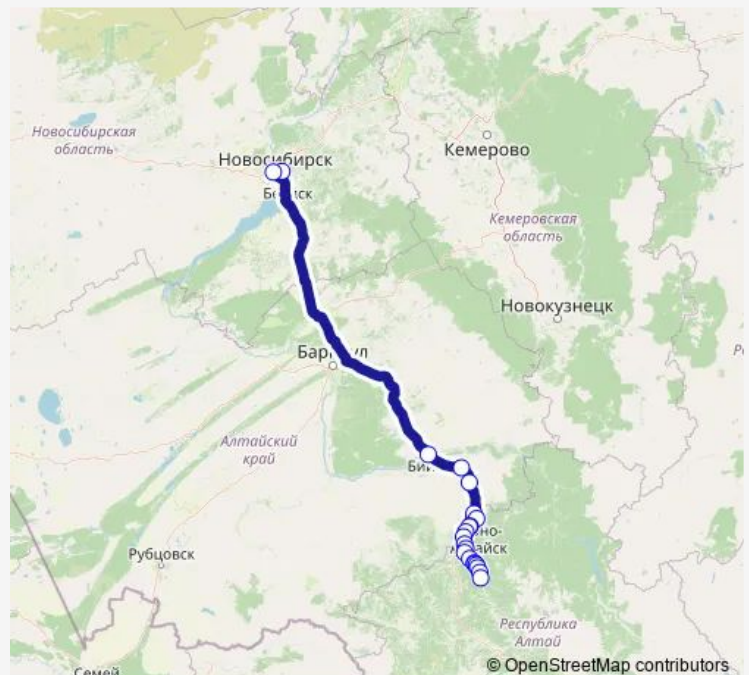 Новосибирская
область
Новосибирск
Кемерово
Кемеровская
область
Новокузнецк
Алтайский
край
Рубцовск
Республика
Алтай
Семей
© OpenStreetMap contributors